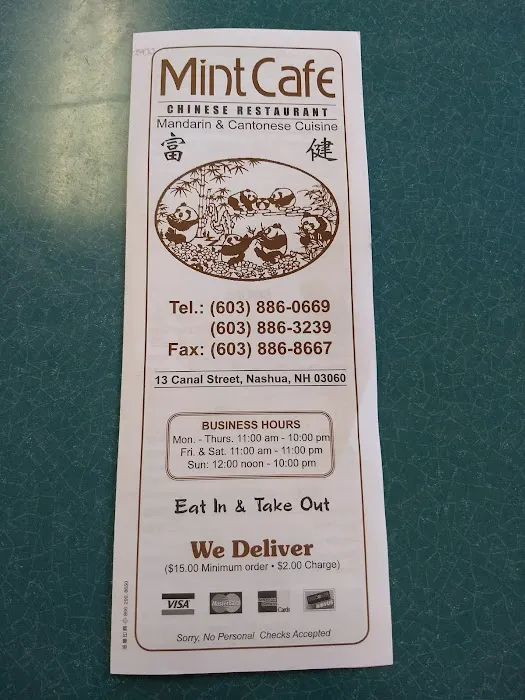 Mint Cafe
CHINESE RESTAURANT
Mandarin & Cantonese Cuisine
富 健
Tel.: (603) 886-0669
(603) 886-3239
Fax: (603) 886-8667
13 Canal Street, Nashua, NH 03060
BUSINESS HOURS
Mon. - Thurs. 11:00 am - 10:00 pm
Fri. & Sat. 11:00 am - 11:00 pm
Sun: 12:00 noon - 10:00 pm
Eat In & Take Out
We Deliver
($15.00 Minimum order • $2.00 Charge)
VISA MasterCard Cards
Sorry, No Personal Checks Accepted